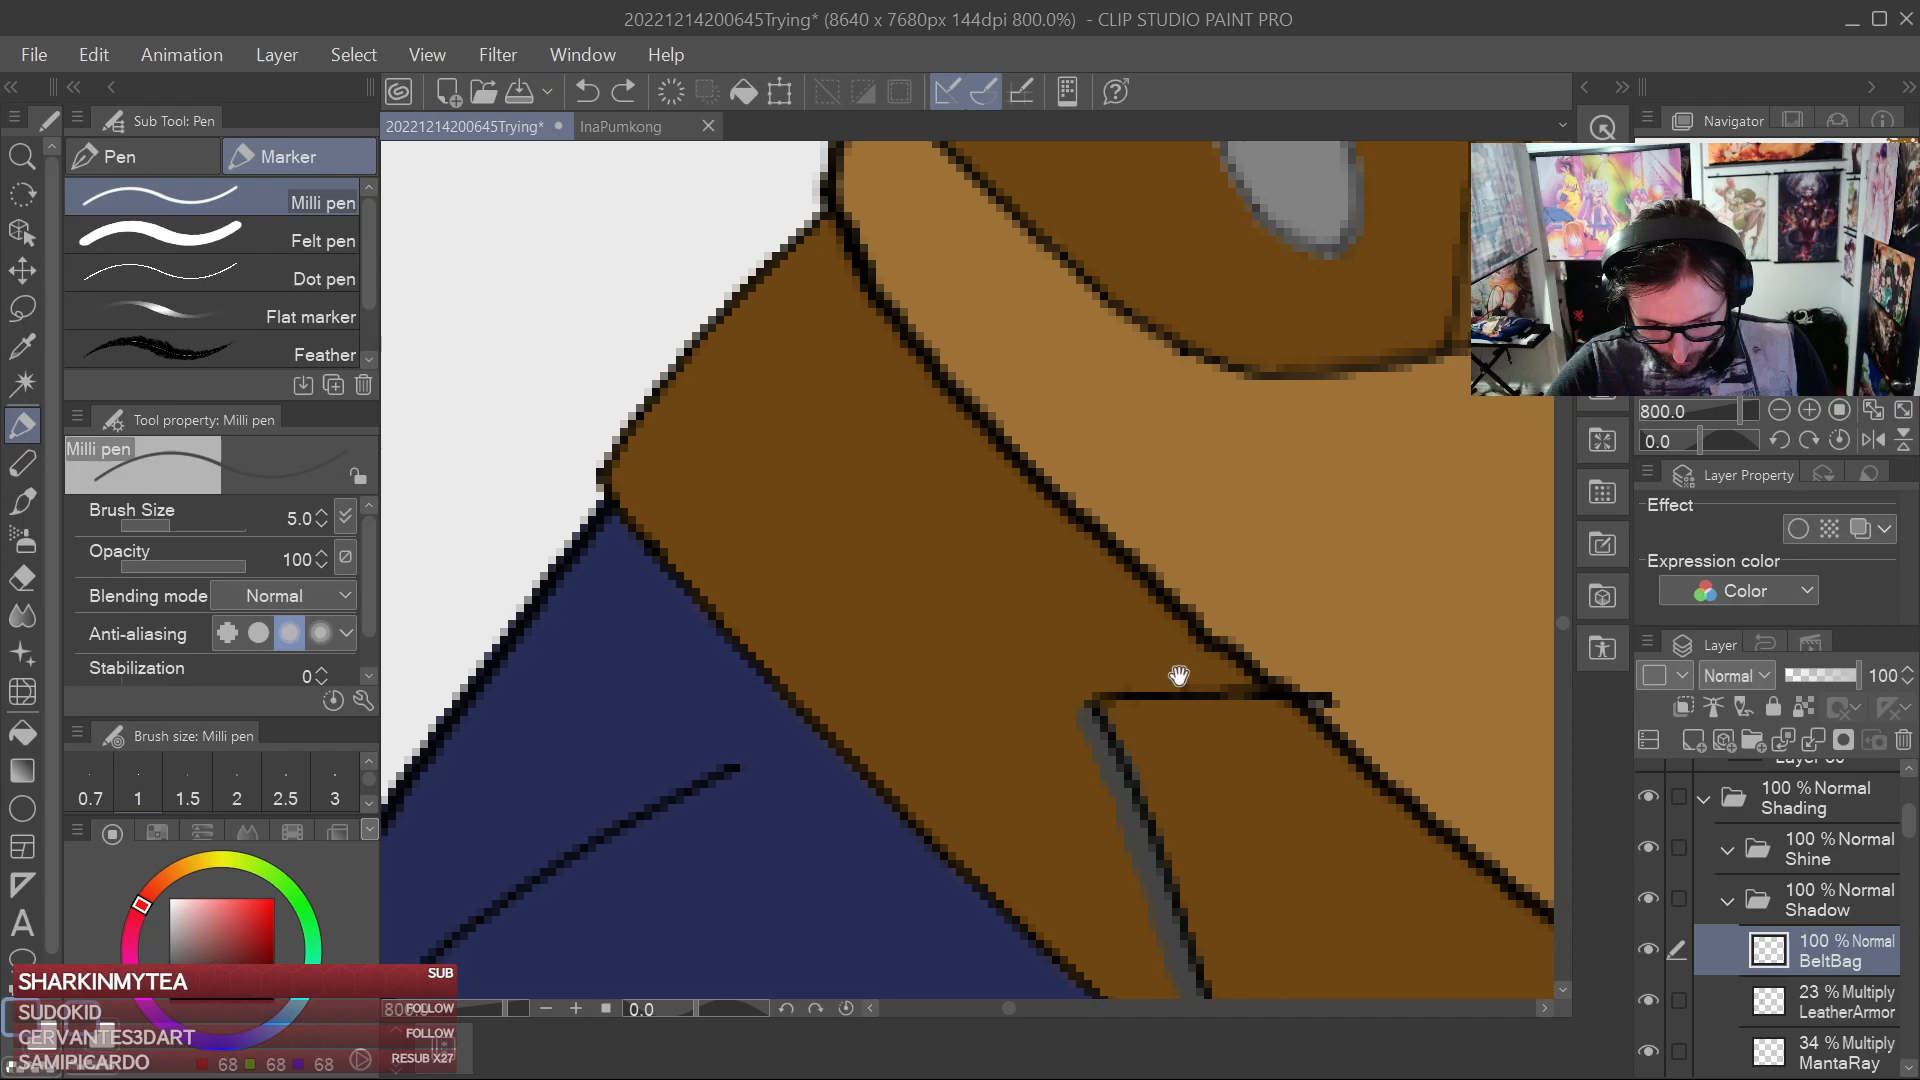 20221214200645Trying* (8640 x 7680px 144dpi 800.0%) - CLIP STUDIO PAINT PRO
File Edit Animation Layer Select View Filter Window Help
Sub Tool: Pen
20221214200645Trying* InaPumkong
Navigator
Pen Marker
Milli pen
Felt pen
Dot pen
Flat marker
Feather
Tool property: Milli pen
Milli pen
Brush Size 5.0
Opacity 100
Blending mode Normal
Anti-aliasing
Stabilization 0
Brush size: Milli pen
0.7 1 1.5 2 2.5 3
800.0
0.0
Layer Property
Effect
Expression color
Color
Layer
Normal 100
100 % Normal
Shading
100 % Normal
Shine
100 % Normal
Shadow
100 % Normal
BeltBag
23 % Multiply
LeatherArmor
34 % Multiply
MantaRay
SHARKINMYTEA SUB
SUDOKID FOLLOW
CERVANTES3DART FOLLOW
SAMIPICARDO RESUB X27
68 68 68
0.0